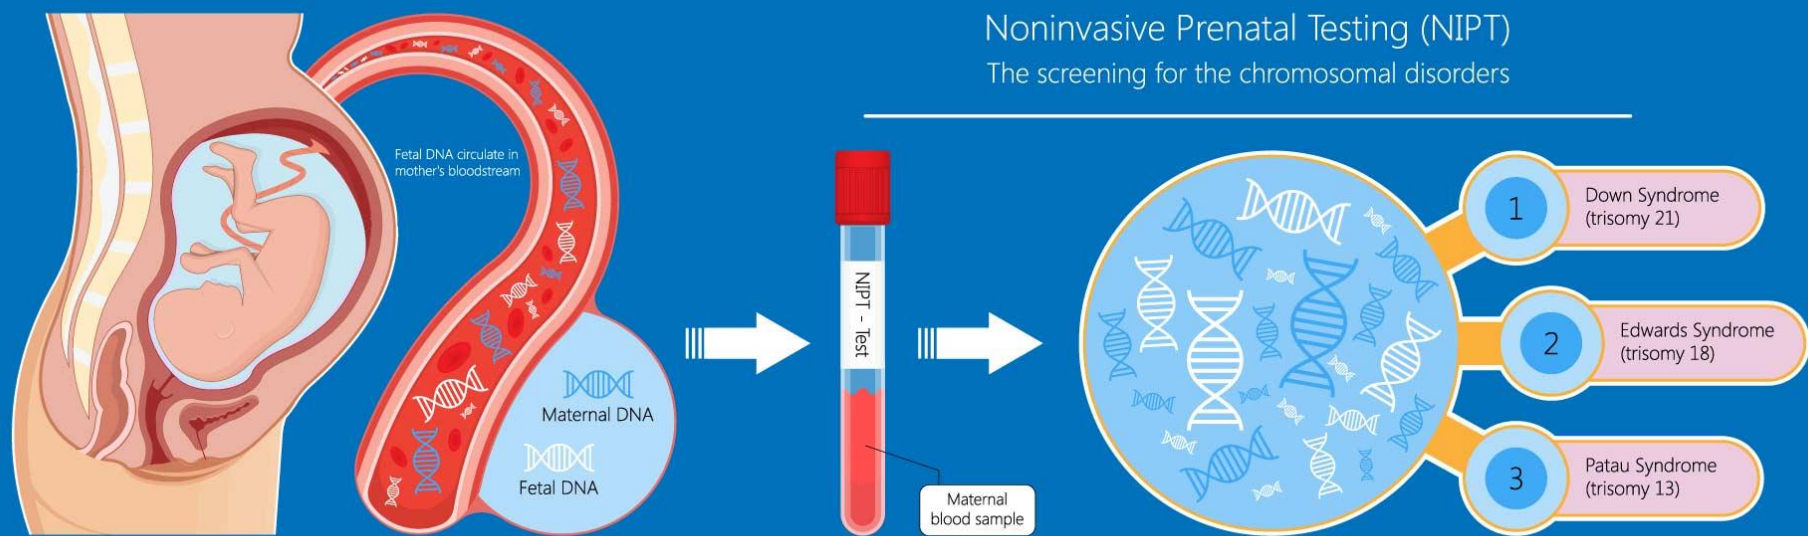 Noninvasive Prenatal Testing (NIPT)
The screening for the chromosomal disorders
Fetal DNA circulate in
mother's bloodstream
Maternal DNA
Fetal DNA
NIPT - Test
Maternal
blood sample
1
Down Syndrome
(trisomy 21)
2
Edwards Syndrome
(trisomy 18)
3
Patau Syndrome
(trisomy 13)